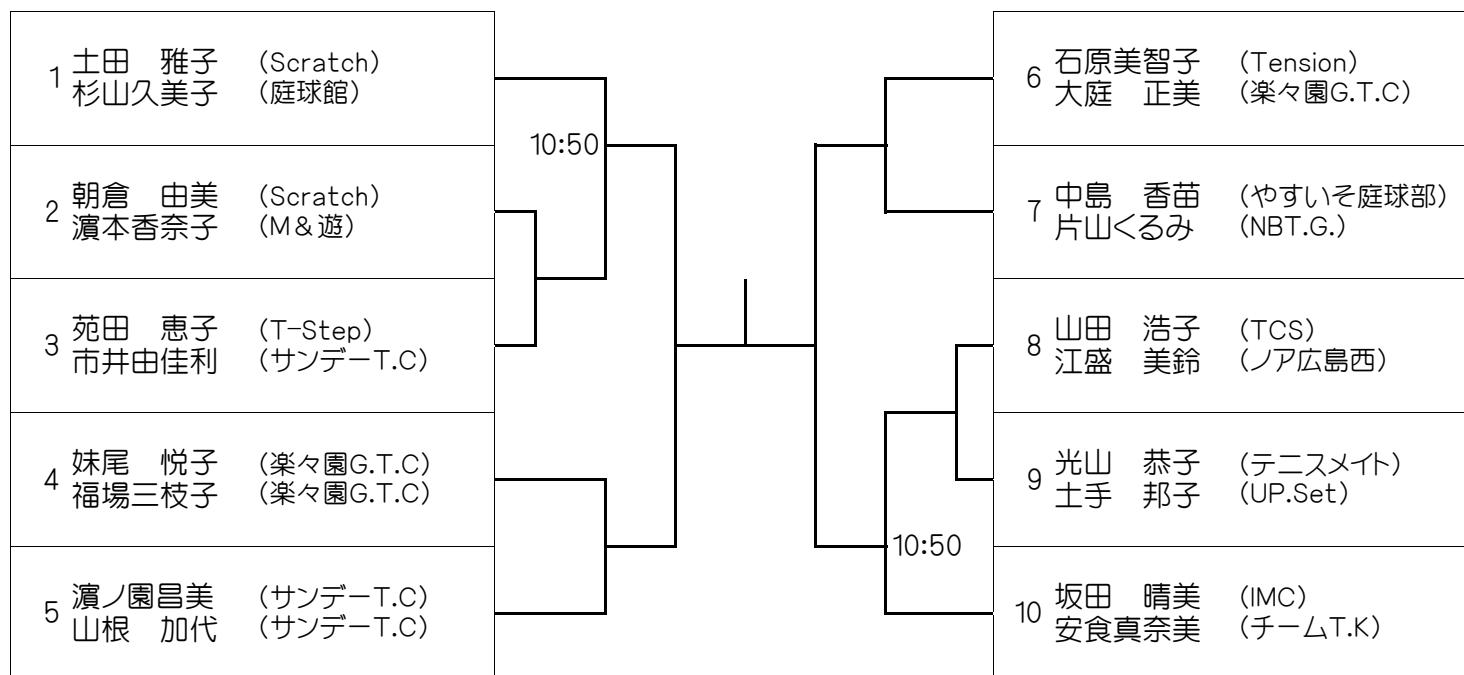 1 土田　雅子 (Scratch)
杉山久美子 (庭球館)
10:50
2 朝倉　由美 (Scratch)
濵本香奈子 (M&遊)
3 苑田　恵子 (T-Step)
市井由佳利 (サンデーT.C)
4 妹尾　悦子 (楽々園G.T.C)
福場三枝子 (楽々園G.T.C)
5 濵ノ園昌美 (サンデーT.C)
山根　加代 (サンデーT.C)
6 石原美智子 (Tension)
大庭　正美 (楽々園G.T.C)
7 中島　香苗 (やすいそ庭球部)
片山くるみ (NBT.G.)
8 山田　浩子 (TCS)
江盛　美鈴 (ノア広島西)
9 光山　恭子 (テニスメイト)
土手　邦子 (UP.Set)
10:50
10 坂田　晴美 (IMC)
安食真奈美 (チームT.K)